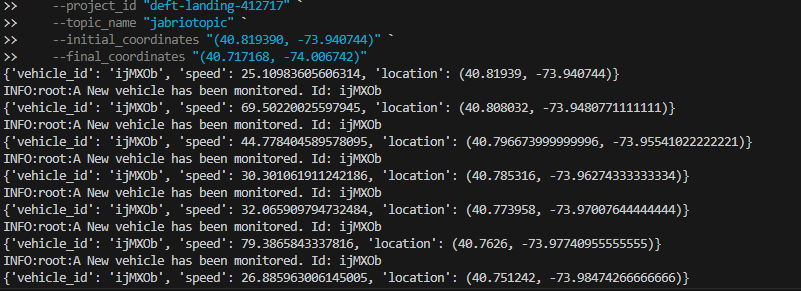 >>     --project_id "deft-landing-412717" `
>>     --topic_name "jabriotopic" `
>>     --initial_coordinates "(40.819390, -73.940744)" `
>>     --final_coordinates "(40.717168, -74.006742)"
{'vehicle_id': 'ijMXOb', 'speed': 25.10983605606314, 'location': (40.81939, -73.940744)}
INFO:root:A New vehicle has been monitored. Id: ijMXOb
{'vehicle_id': 'ijMXOb', 'speed': 69.50220025597945, 'location': (40.808032, -73.9480771111111)}
INFO:root:A New vehicle has been monitored. Id: ijMXOb
{'vehicle_id': 'ijMXOb', 'speed': 44.778404589578095, 'location': (40.796673999999996, -73.95541022222221)}
INFO:root:A New vehicle has been monitored. Id: ijMXOb
{'vehicle_id': 'ijMXOb', 'speed': 30.301061911242186, 'location': (40.785316, -73.96274333333334)}
INFO:root:A New vehicle has been monitored. Id: ijMXOb
{'vehicle_id': 'ijMXOb', 'speed': 32.065909794732484, 'location': (40.773958, -73.97007644444444)}
INFO:root:A New vehicle has been monitored. Id: ijMXOb
{'vehicle_id': 'ijMXOb', 'speed': 79.3865843337816, 'location': (40.7626, -73.97740955555555)}
INFO:root:A New vehicle has been monitored. Id: ijMXOb
{'vehicle_id': 'ijMXOb', 'speed': 26.885963006145005, 'location': (40.751242, -73.98474266666666)}